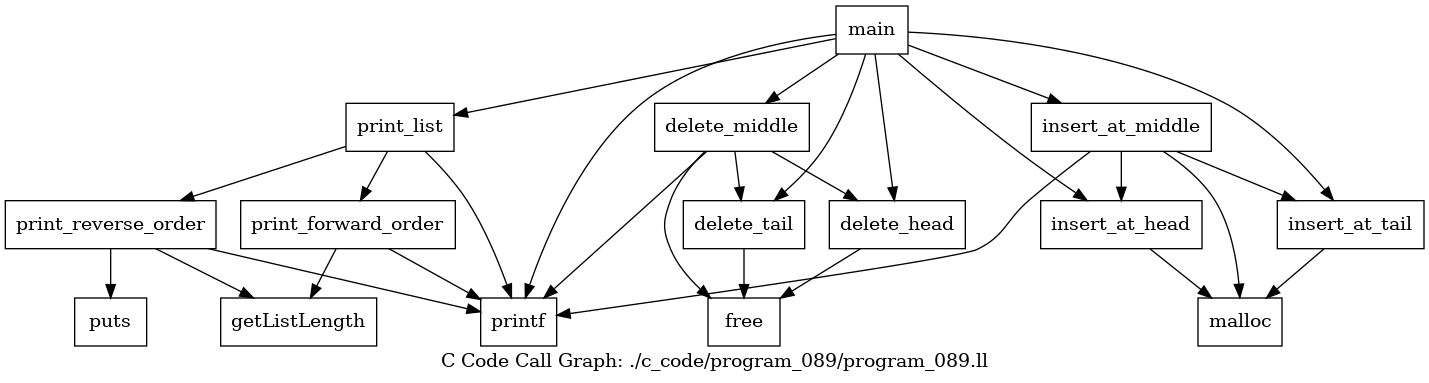 main
print_list
delete_middle
insert_at_middle
print_reverse_order
print_forward_order
delete_tail
delete_head
insert_at_head
insert_at_tail
puts
getListLength
printf
free
malloc
C Code Call Graph: ./c_code/program_089/program_089.ll